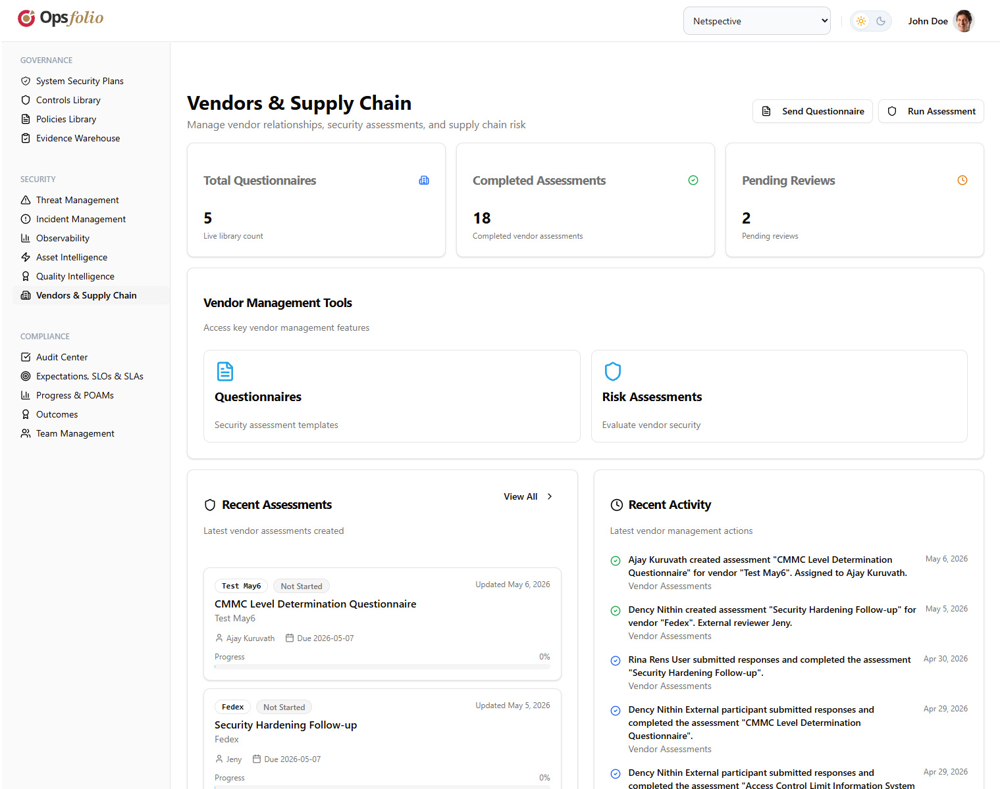 Opsfolio
Netspective
John Doe
GOVERNANCE
System Security Plans
Controls Library
Policies Library
Evidence Warehouse
SECURITY
Threat Management
Incident Management
Observability
Asset Intelligence
Quality Intelligence
Vendors & Supply Chain
COMPLIANCE
Audit Center
Expectations, SLOs & SLAs
Progress & POAMs
Outcomes
Team Management
Vendors & Supply Chain
Manage vendor relationships, security assessments, and supply chain risk
Send Questionnaire
Run Assessment
Total Questionnaires
5
Live library count
Completed Assessments
18
Completed vendor assessments
Pending Reviews
2
Pending reviews
Vendor Management Tools
Access key vendor management features
Questionnaires
Security assessment templates
Risk Assessments
Evaluate vendor security
Recent Assessments
View All
Latest vendor assessments created
Test May6 Not Started Updated May 6, 2026
CMMC Level Determination Questionnaire
Test May6
Ajay Kuruvath Due 2026-05-07
Progress 0%
Fedex Not Started Updated May 5, 2026
Security Hardening Follow-up
Fedex
Jeny Due 2026-05-07
Progress 0%
Recent Activity
Latest vendor management actions
Ajay Kuruvath created assessment "CMMC Level Determination May 6, 2026
Questionnaire" for vendor "Test May6". Assigned to Ajay Kuruvath.
Vendor Assessments
Dency Nithin created assessment "Security Hardening Follow-up" for May 5, 2026
vendor "Fedex". External reviewer Jeny.
Vendor Assessments
Rina Rens User submitted responses and completed the assessment Apr 30, 2026
"Security Hardening Follow-up".
Vendor Assessments
Dency Nithin External participant submitted responses and Apr 29, 2026
completed the assessment "CMMC Level Determination
Questionnaire".
Vendor Assessments
Dency Nithin External participant submitted responses and Apr 29, 2026
completed the assessment "Access Control Limit Information System